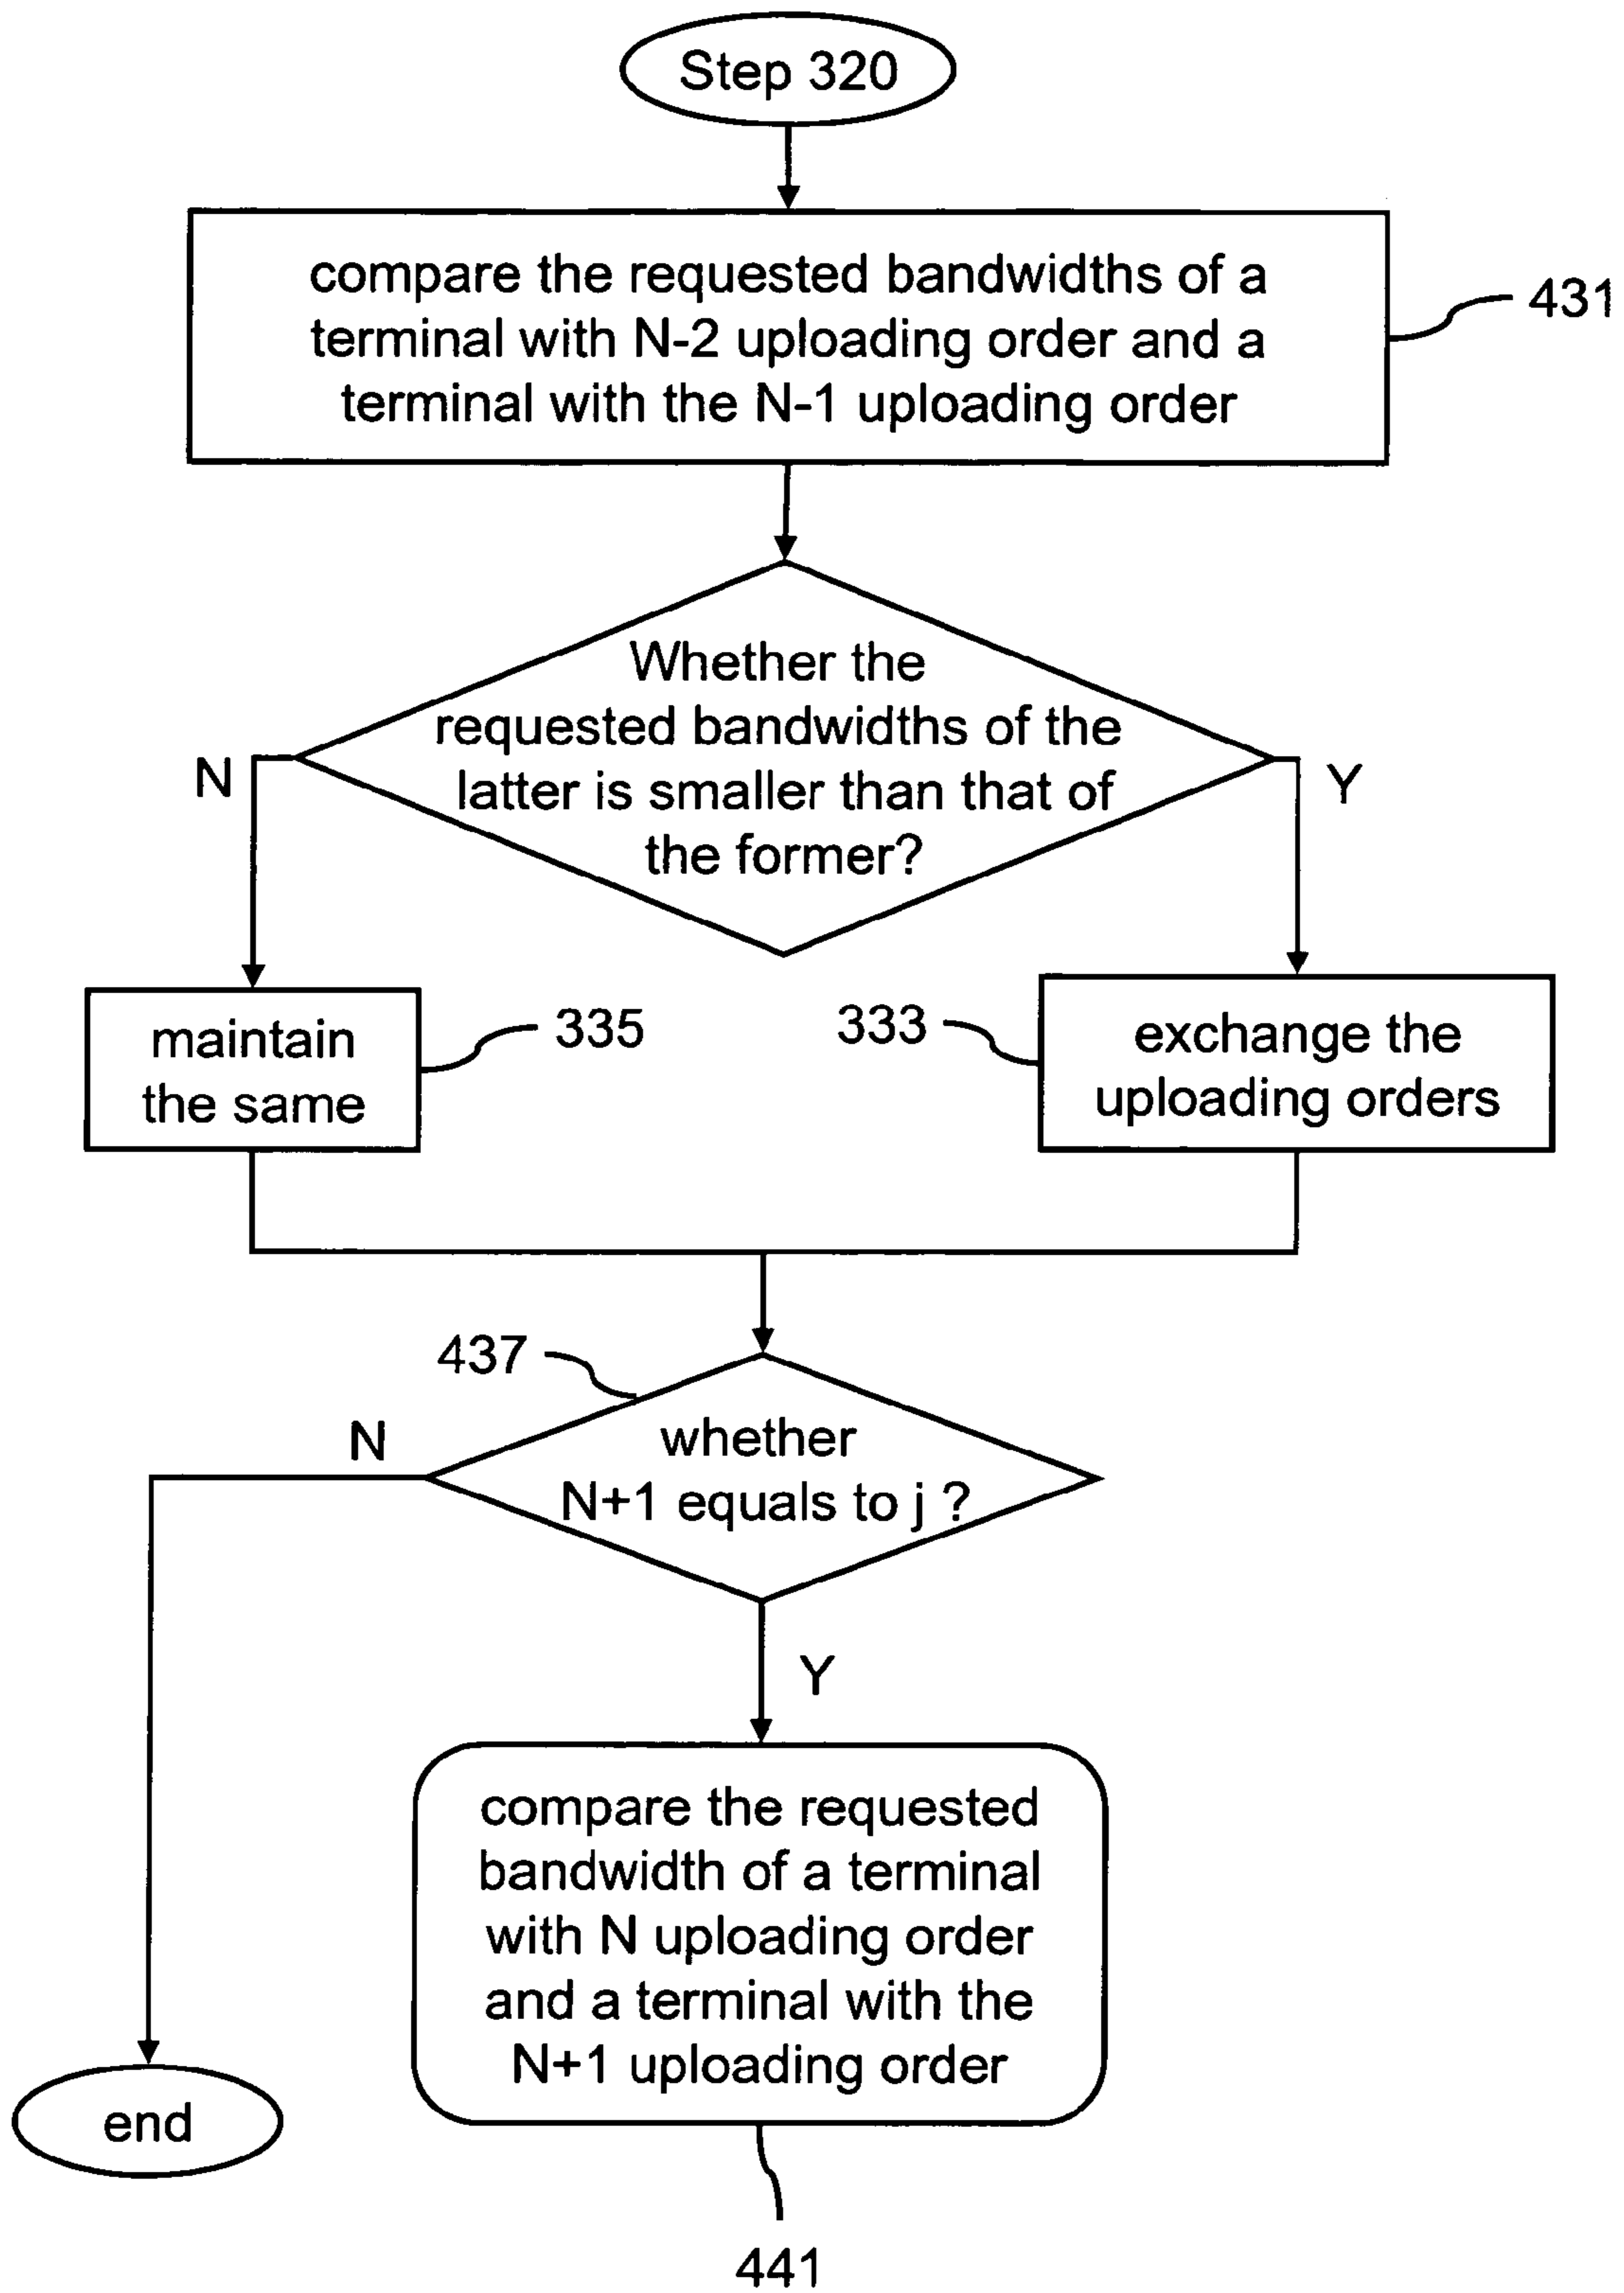 Step 320
compare the requested bandwidths of a
terminal with N-2 uploading order and a
terminal with the N-1 uploading order
431
Whether the
requested bandwidths of the
latter is smaller than that of
the former?
N
Y
maintain
the same
335
333
exchange the
uploading orders
437
N
whether
N+1 equals to j ?
Y
compare the requested
bandwidth of a terminal
with N uploading order
and a terminal with the
N+1 uploading order
end
441